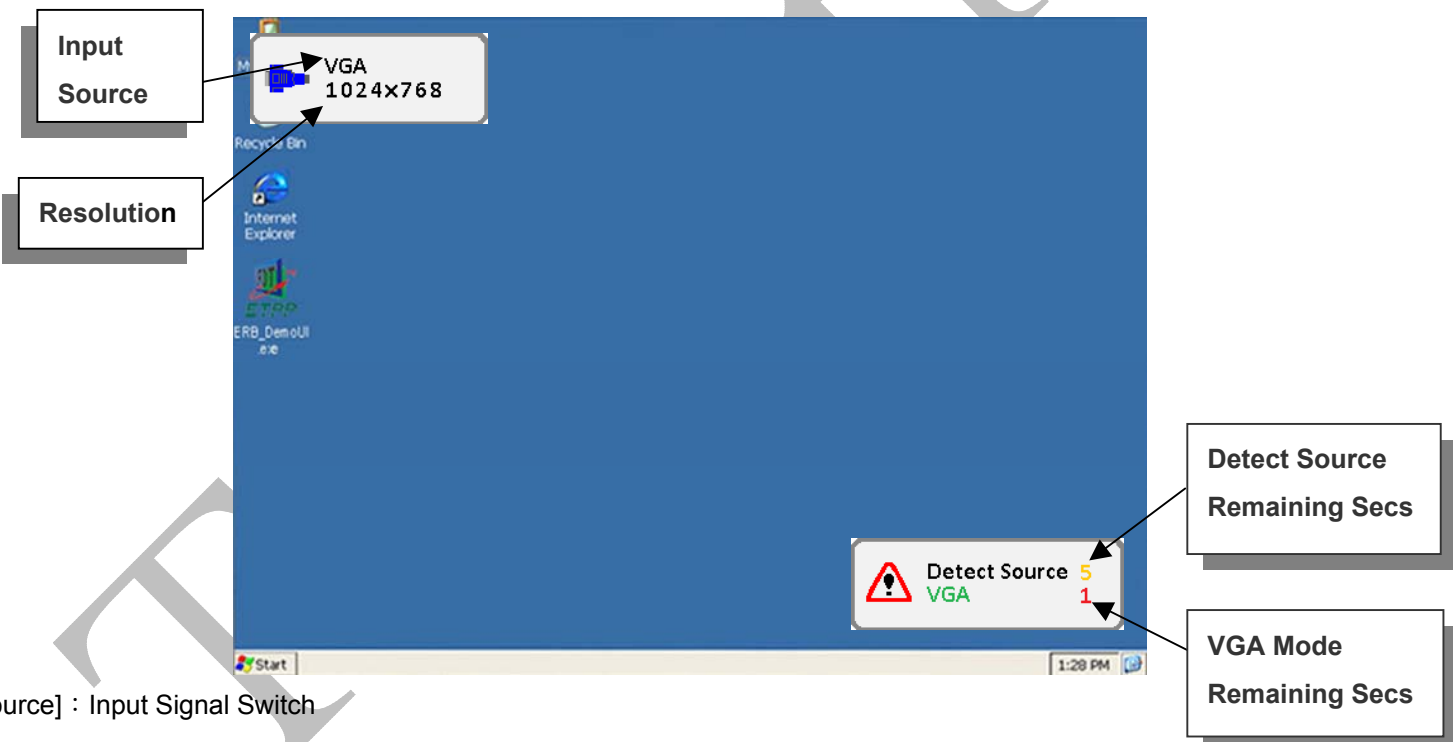 Input
Source
VGA
1024x768
Recycle Bin
Resolution
Internet
Explorer
ERB_DemoUI
.exe
Detect Source
Remaining Secs
Detect Source 5
VGA 1
VGA Mode
Remaining Secs
Start
1:28 PM
ource]：Input Signal Switch